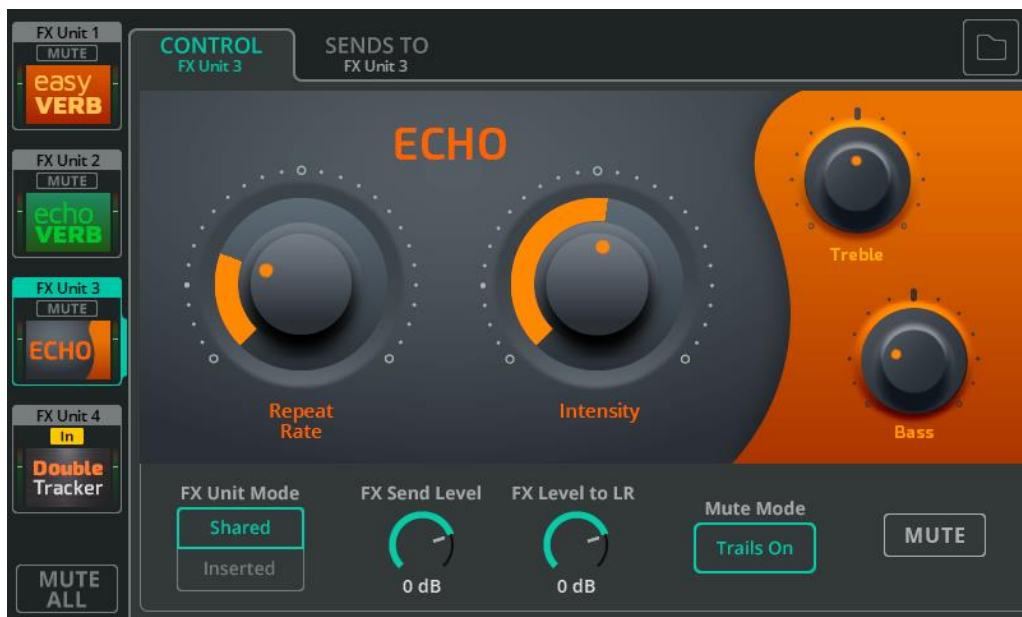 FX Unit 1
MUTE
easy
VERB
FX Unit 2
MUTE
echo
VERB
FX Unit 3
MUTE
ECHO
FX Unit 4
In
Double
Tracker
MUTE
ALL
CONTROL
FX Unit 3
SENDS TO
FX Unit 3
ECHO
Repeat
Rate
Intensity
Treble
Bass
FX Unit Mode
Shared
Inserted
FX Send Level
0 dB
FX Level to LR
0 dB
Mute Mode
Trails On
MUTE